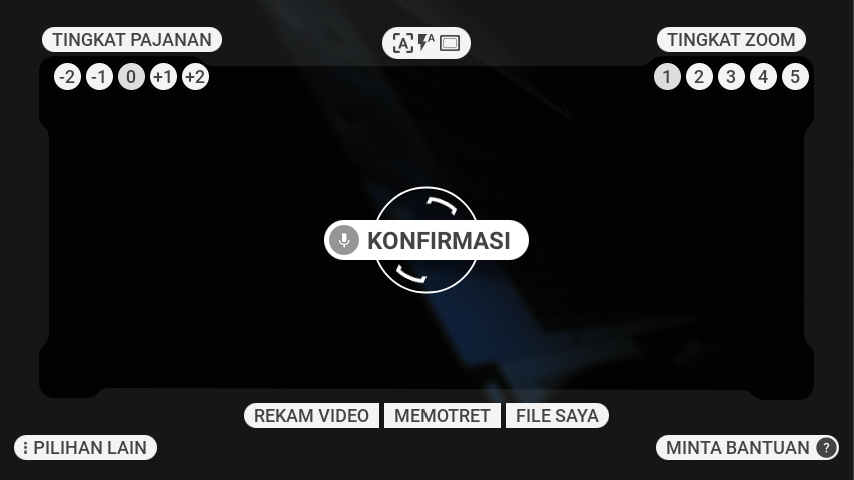 TINGKAT PAJANAN
A A
TINGKAT ZOOM
-2 -1 0 +1 +2
1 2 3 4 5
KONFIRMASI
REKAM VIDEO MEMOTRET FILE SAYA
PILIHAN LAIN
MINTA BANTUAN ?